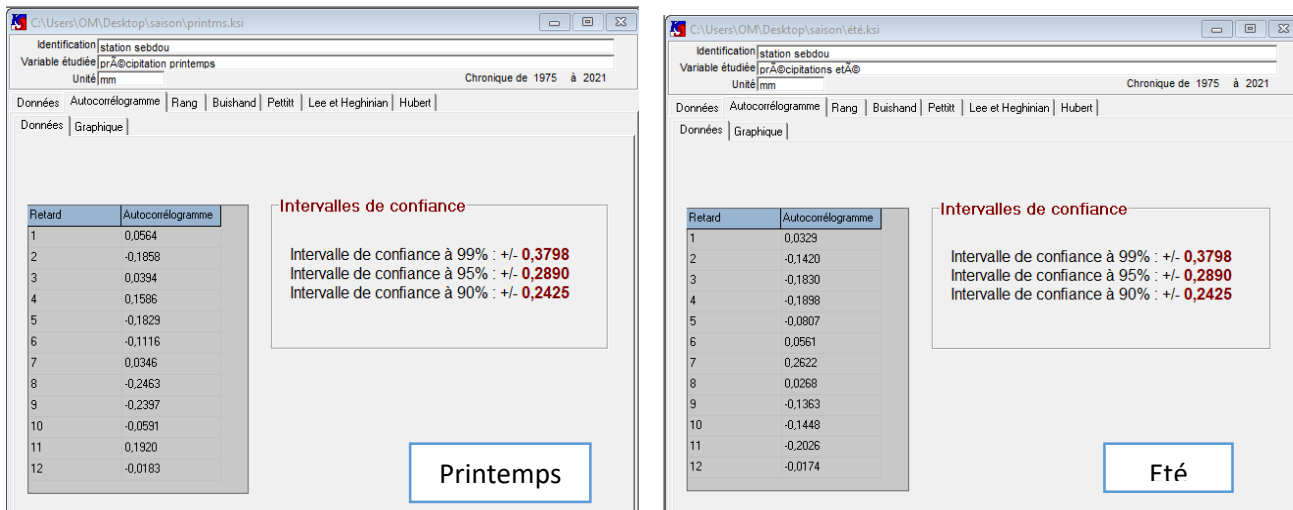 C:\Users\OM\Desktop\saison\printms.ksi
Identification station sebdou
Variable étudiée prÃ©cipitation printemps
Unité mm Chronique de 1975 à 2021
Données Autocorrélogramme Rang Buishand Pettitt Lee et Heghinian Hubert
Données Graphique
Retard Autocorrélogramme
1 0,0564
2 -0,1858
3 0,0394
4 0,1586
5 -0,1829
6 -0,1116
7 0,0346
8 -0,2463
9 -0,2397
10 -0,0591
11 0,1920
12 -0,0183
Intervalles de confiance
Intervalle de confiance à 99% : +/- 0,3798
Intervalle de confiance à 95% : +/- 0,2890
Intervalle de confiance à 90% : +/- 0,2425
Printemps
C:\Users\OM\Desktop\saison\été.ksi
Identification station sebdou
Variable étudiée prÃ©cipitations etÃ©
Unité mm Chronique de 1975 à 2021
Données Autocorrélogramme Rang Buishand Pettitt Lee et Heghinian Hubert
Données Graphique
Retard Autocorrélogramme
1 0,0329
2 -0,1420
3 -0,1830
4 -0,1898
5 -0,0807
6 0,0561
7 0,2622
8 0,0268
9 -0,1363
10 -0,1448
11 -0,2026
12 -0,0174
Intervalles de confiance
Intervalle de confiance à 99% : +/- 0,3798
Intervalle de confiance à 95% : +/- 0,2890
Intervalle de confiance à 90% : +/- 0,2425
Eté